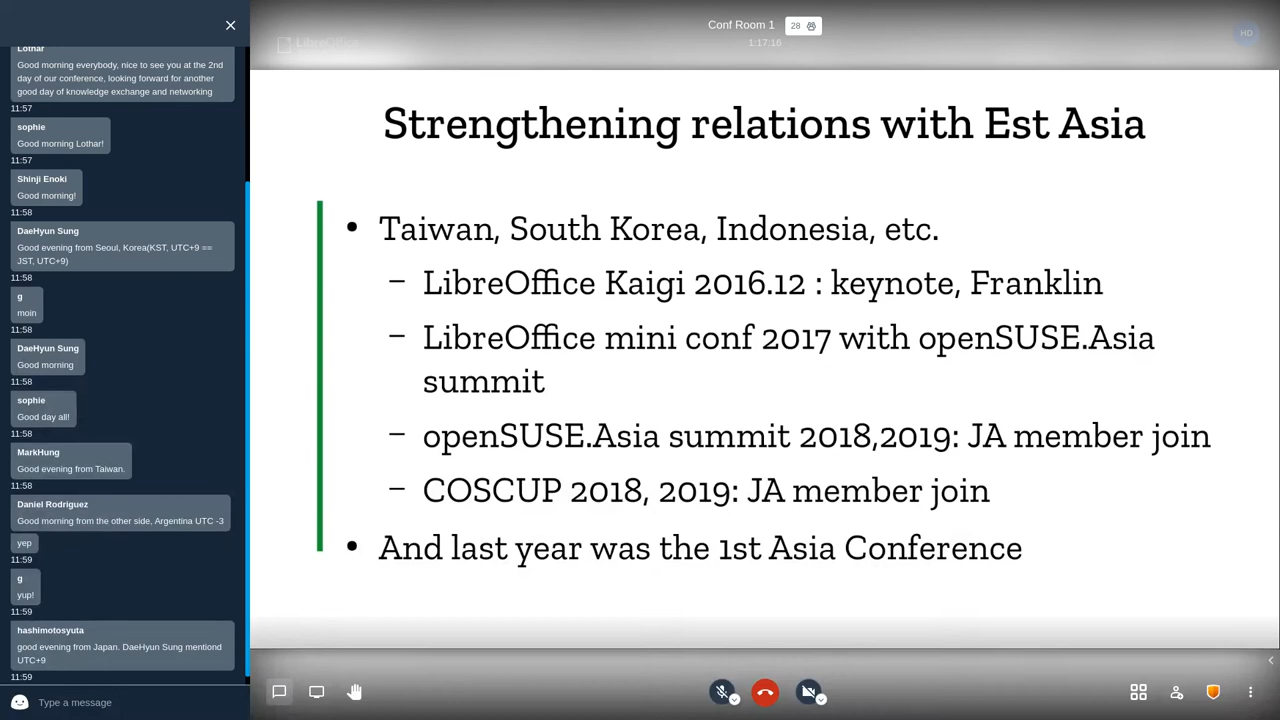 Lothar
Good morning everybody, nice to see you at the 2nd
day of our conference, looking forward for another
good day of knowledge exchange and networking
11:57
sophie
Good morning Lothar!
11:57
Shinji Enoki
Good morning!
11:58
DaeHyun Sung
Good evening from Seoul, Korea(KST, UTC+9 ==
JST, UTC+9)
11:58
g
moin
11:58
DaeHyun Sung
Good morning
11:58
sophie
Good day all!
11:58
MarkHung
Good evening from Taiwan.
11:58
Daniel Rodriguez
Good morning from the other side, Argentina UTC -3
yep
11:59
g
yup!
11:59
hashimotosyuta
good evening from Japan. DaeHyun Sung mentiond
UTC+9
11:59
Type a message
LibreOffice
Conf Room 1 28
1:17:16
HD
Strengthening relations with Est Asia
• Taiwan, South Korea, Indonesia, etc.
– LibreOffice Kaigi 2016.12 : keynote, Franklin
– LibreOffice mini conf 2017 with openSUSE.Asia
summit
– openSUSE.Asia summit 2018,2019: JA member join
– COSCUP 2018, 2019: JA member join
• And last year was the 1st Asia Conference